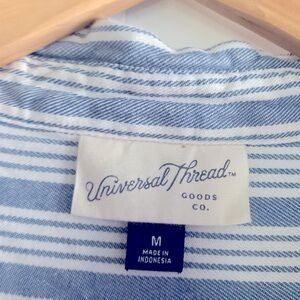 Universal Thread™
GOODS
CO.
M
MADE IN
INDONESIA